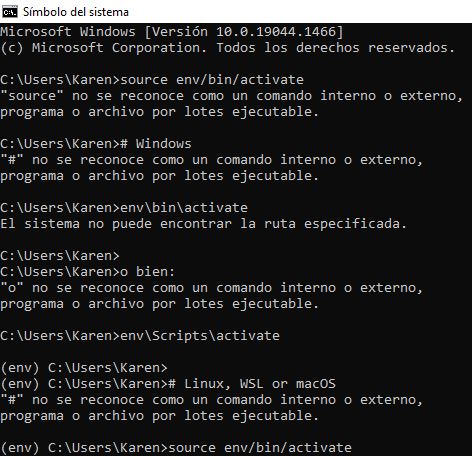 Símbolo del sistema
Microsoft Windows [Versión 10.0.19044.1466]
(c) Microsoft Corporation. Todos los derechos reservados.
C:\Users\Karen>source env/bin/activate
"source" no se reconoce como un comando interno o externo,
programa o archivo por lotes ejecutable.
C:\Users\Karen># Windows
"#" no se reconoce como un comando interno o externo,
programa o archivo por lotes ejecutable.
C:\Users\Karen>env\bin\activate
El sistema no puede encontrar la ruta especificada.
C:\Users\Karen>
C:\Users\Karen>o bien:
"o" no se reconoce como un comando interno o externo,
programa o archivo por lotes ejecutable.
C:\Users\Karen>env\Scripts\activate
(env) C:\Users\Karen>
(env) C:\Users\Karen># Linux, WSL or macOS
"#" no se reconoce como un comando interno o externo,
programa o archivo por lotes ejecutable.
(env) C:\Users\Karen>source env/bin/activate